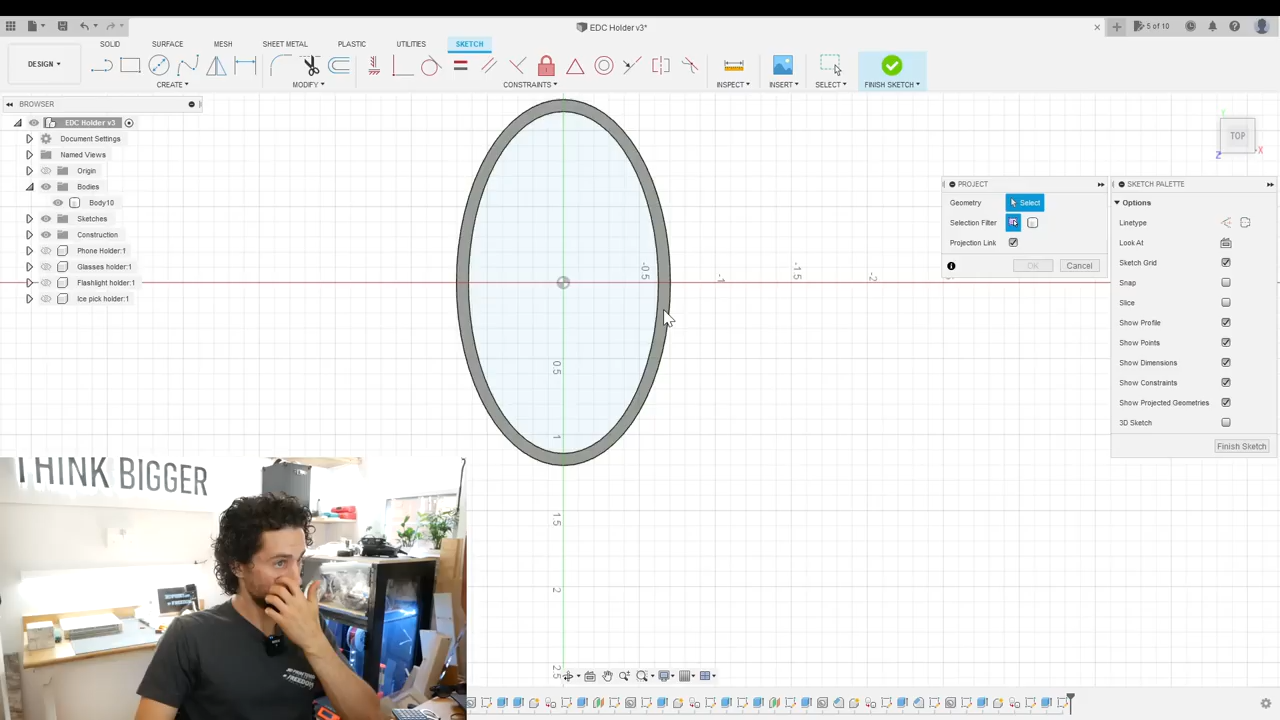 EDC Holder v3*
5 of 10
SOLID SURFACE MESH SHEET METAL PLASTIC UTILITIES SKETCH
DESIGN
CREATE MODIFY CONSTRAINTS INSPECT INSERT SELECT FINISH SKETCH
BROWSER
EDC Holder v3
Document Settings
Named Views
Origin
Bodies
Body10
Sketches
Construction
Phone Holder:1
Glasses holder:1
Flashlight holder:1
Ice pick holder:1
TOP
Y
X
Z
PROJECT
Geometry Select
Selection Filter
Projection Link
OK Cancel
SKETCH PALETTE
Options
Linetype
Look At
Sketch Grid
Snap
Slice
Show Profile
Show Points
Show Dimensions
Show Constraints
Show Projected Geometries
3D Sketch
Finish Sketch
-0.5 -1 -1.5 -2
0.5
1
1.5
2
2.5
THINK BIGGER
FREEDOM